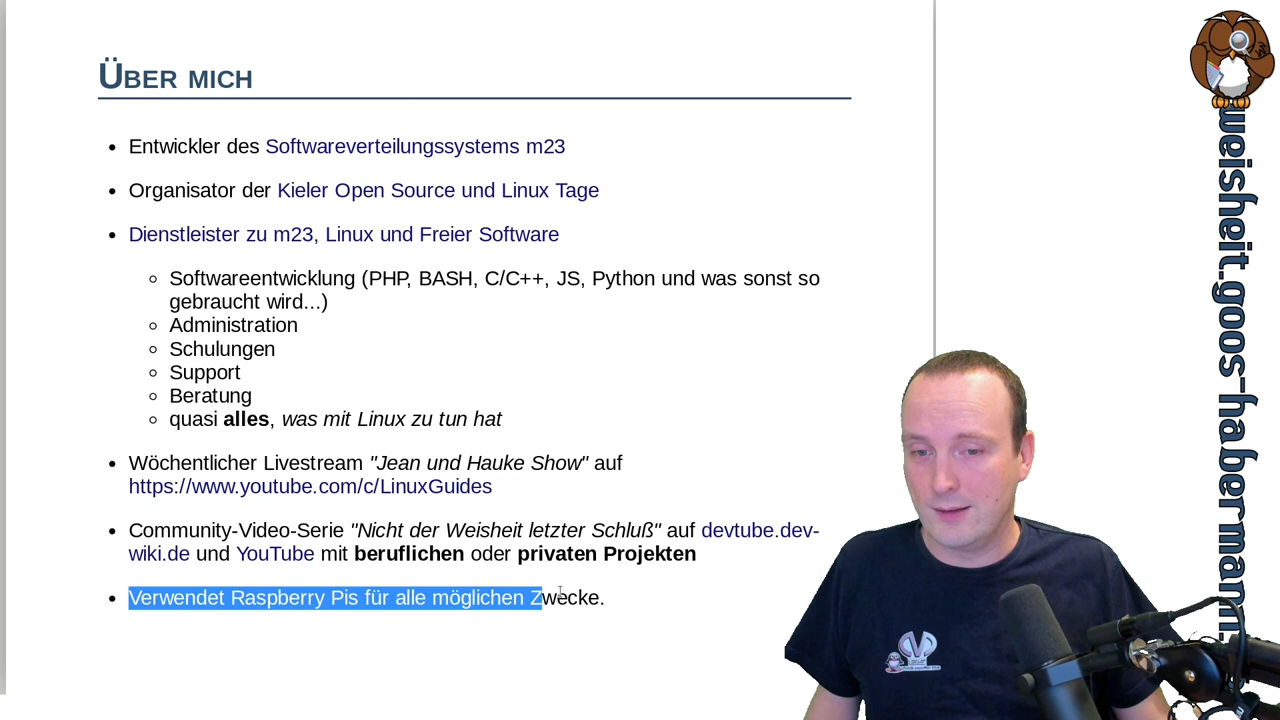 Über mich
Entwickler des Softwareverteilungssystems m23
Organisator der Kieler Open Source und Linux Tage
Dienstleister zu m23, Linux und Freier Software
Softwareentwicklung (PHP, BASH, C/C++, JS, Python und was sonst so
gebraucht wird...)
Administration
Schulungen
Support
Beratung
quasi alles, was mit Linux zu tun hat
Wöchentlicher Livestream "Jean und Hauke Show" auf
https://www.youtube.com/c/LinuxGuides
Community-Video-Serie "Nicht der Weisheit letzter Schluß" auf devtube.dev-
wiki.de und YouTube mit beruflichen oder privaten Projekten
Verwendet Raspberry Pis für alle möglichen Zwecke.
weisheit.goos-habermann.